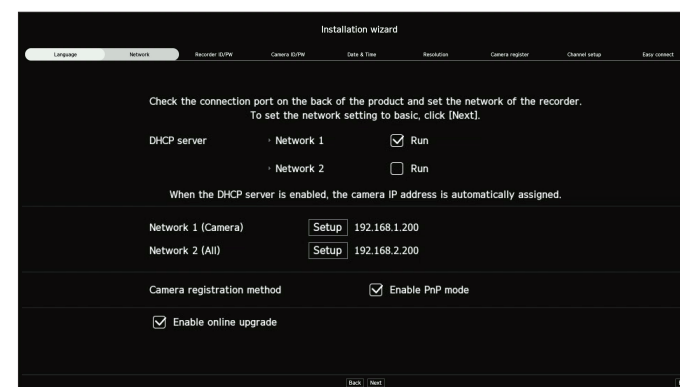 Installation wizard
Language Network Recorder ID/PW Camera ID/PW Date & Time Resolution Camera register Channel setup Easy connect
Check the connection port on the back of the product and set the network of the recorder.
To set the network setting to basic, click [Next].
DHCP server Network 1 Run
Network 2 Run
When the DHCP server is enabled, the camera IP address is automatically assigned.
Network 1 (Camera) Setup 192.168.1.200
Network 2 (All) Setup 192.168.2.200
Camera registration method Enable PnP mode
Enable online upgrade
Back Next